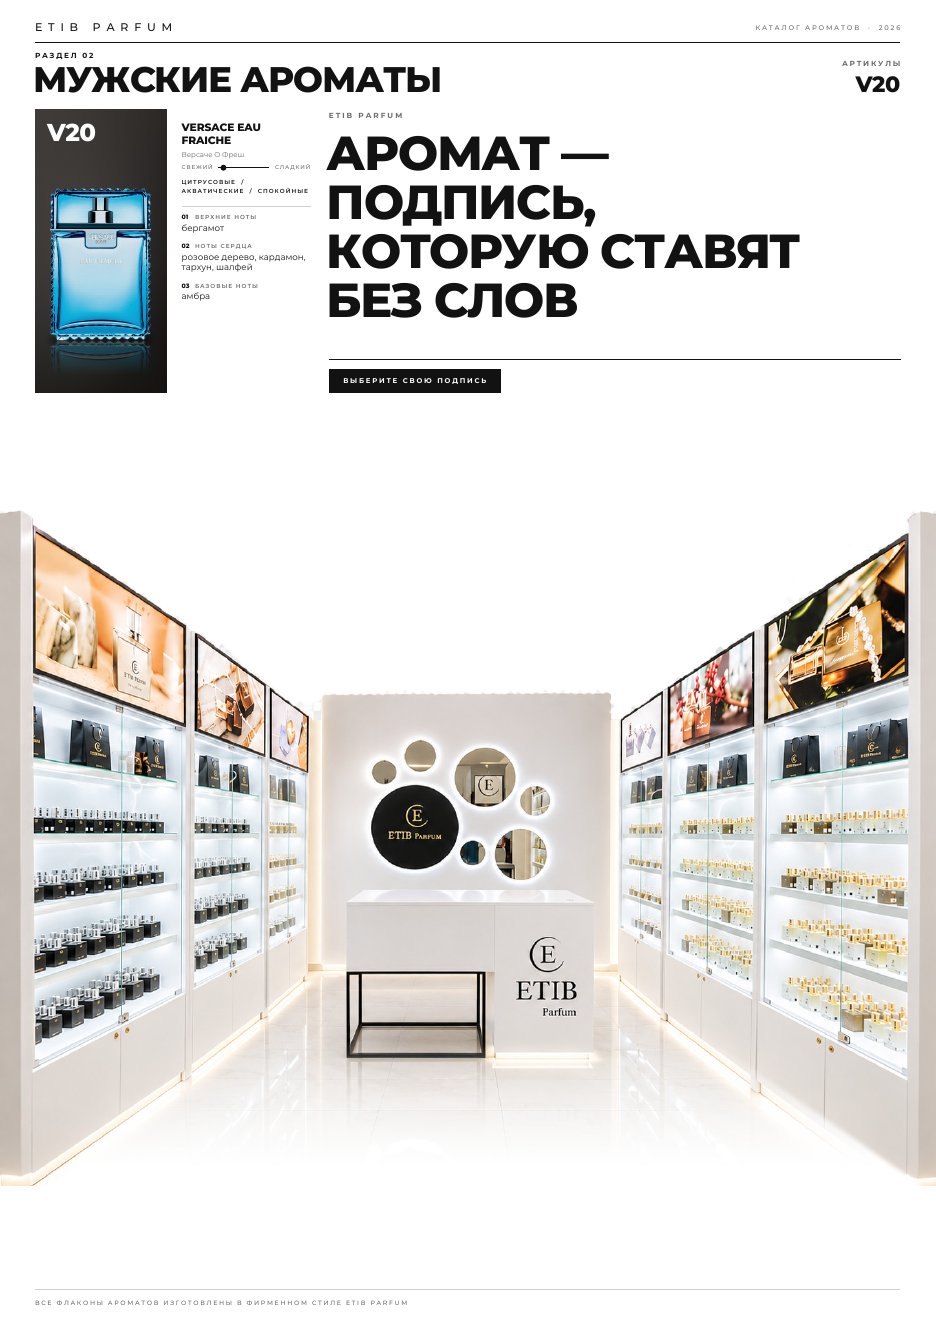 ETIB PARFUM
КАТАЛОГ АРОМАТОВ · 2026
РАЗДЕЛ 02
МУЖСКИЕ АРОМАТЫ
АРТИКУЛЫ
V20
V20
VERSACE EAU
FRAICHE
Версаче О Фреш
СВЕЖИЙ
СЛАДКИЙ
ЦИТРУСОВЫЕ /
АКВАТИЧЕСКИЕ / СПОКОЙНЫЕ
01 ВЕРХНИЕ НОТЫ
бергамот
02 НОТЫ СЕРДЦА
розовое дерево, кардамон,
тархун, шалфей
03 БАЗОВЫЕ НОТЫ
амбра
ETIB PARFUM
АРОМАТ —
ПОДПИСЬ,
КОТОРУЮ СТАВЯТ
БЕЗ СЛОВ
ВЫБЕРИТЕ СВОЮ ПОДПИСЬ
E
E
ETIB PARFUM
E
ETIB
Parfum
ВСЕ ФЛАКОНЫ АРОМАТОВ ИЗГОТОВЛЕНЫ В ФИРМЕННОМ СТИЛЕ ETIB PARFUM